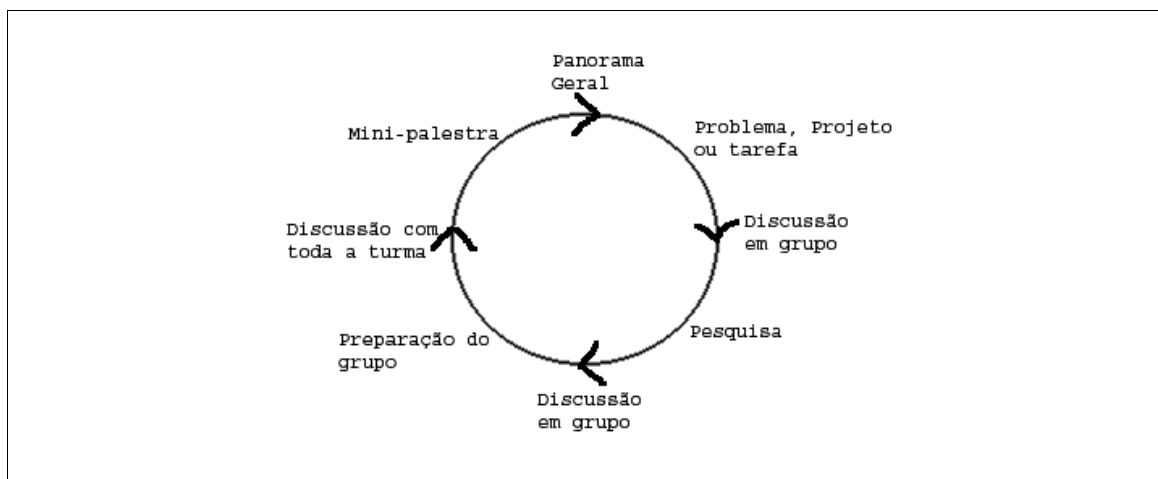 Panorama
Geral
Problema, Projeto
ou tarefa
Discussão
em grupo
Pesquisa
Discussão
em grupo
Preparação do
grupo
Discussão com
toda a turma
Mini-palestra